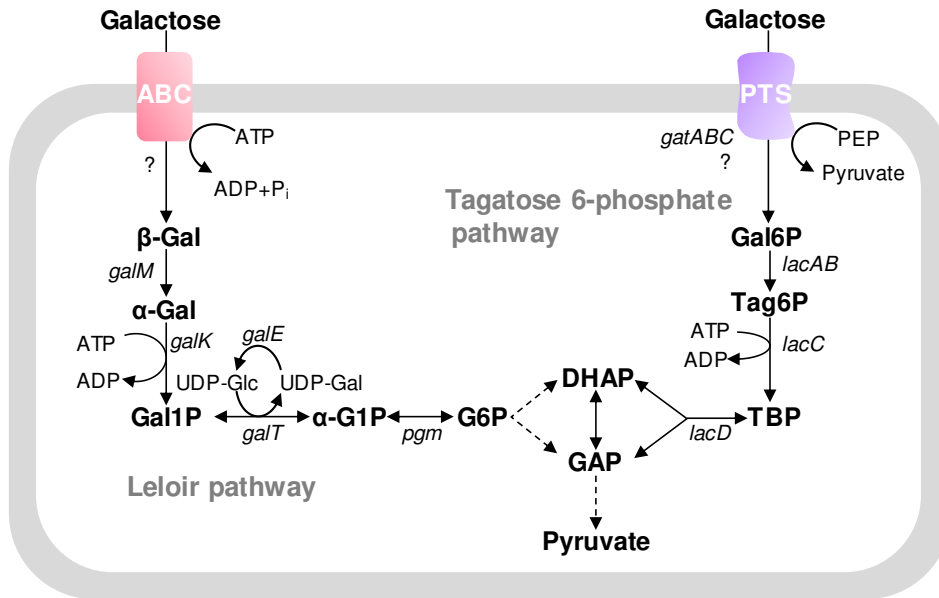 Galactose
Galactose
ABC
PTS
ATP
gatABC
PEP
?
?
ADP+Pi
Pyruvate
Tagatose 6-phosphate
pathway
β-Gal
Gal6P
galM
lacAB
α-Gal
Tag6P
ATP
galK
galE
ATP
lacC
ADP
UDP-Glc
UDP-Gal
ADP
DHAP
Gal1P
α-G1P
G6P
TBP
galT
pgm
lacD
GAP
Leloir pathway
Pyruvate